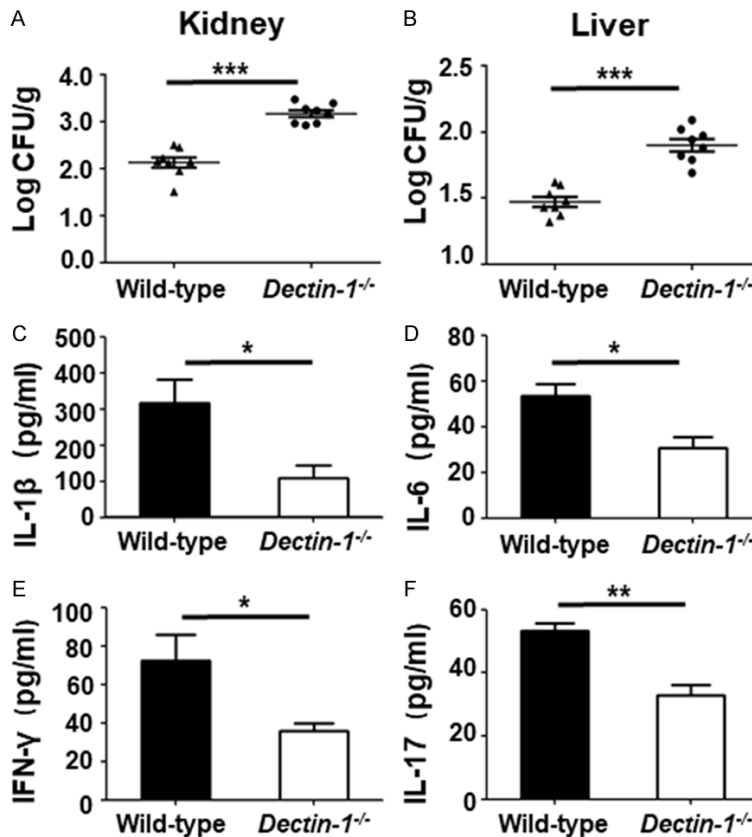 A
Kidney
***
Log CFU/g
4.0
3.0
2.0
1.0
0.0
Wild-type
Dectin-1-/-
B
Liver
***
Log CFU/g
2.5
2.0
1.5
1.0
Wild-type
Dectin-1-/-
C
*
IL-1β (pg/ml)
500
400
300
200
100
0
Wild-type
Dectin-1-/-
D
*
IL-6 (pg/ml)
80
60
40
20
0
Wild-type
Dectin-1-/-
E
*
IFN-γ (pg/ml)
100
80
60
40
20
0
Wild-type
Dectin-1-/-
F
**
IL-17 (pg/ml)
60
40
20
0
Wild-type
Dectin-1-/-